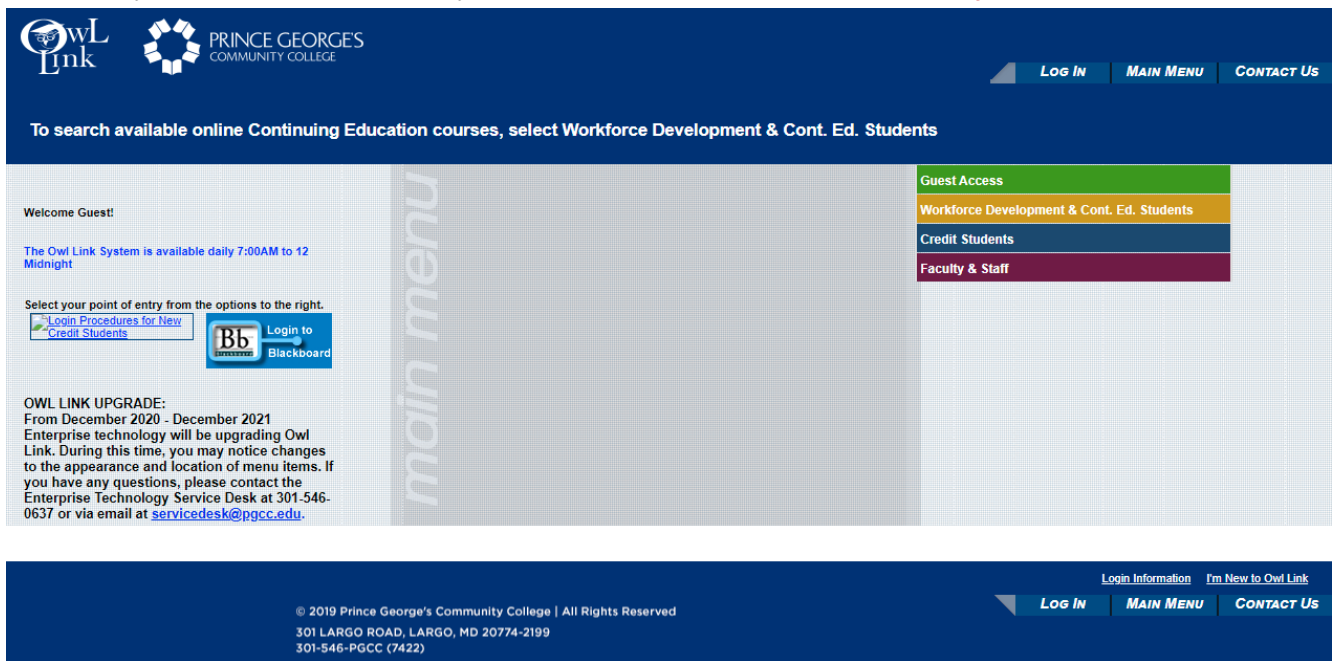 OwL Link
PRINCE GEORGE'S
COMMUNITY COLLEGE
LOG IN MAIN MENU CONTACT US
To search available online Continuing Education courses, select Workforce Development & Cont. Ed. Students
main menu
Guest Access
Workforce Development & Cont. Ed. Students
Credit Students
Faculty & Staff
Welcome Guest!
The Owl Link System is available daily 7:00AM to 12
Midnight
Select your point of entry from the options to the right.
Login Procedures for New
Credit Students
Bb
Blackboard
Login to
Blackboard
OWL LINK UPGRADE:
From December 2020 - December 2021
Enterprise technology will be upgrading Owl
Link. During this time, you may notice changes
to the appearance and location of menu items. If
you have any questions, please contact the
Enterprise Technology Service Desk at 301-546-
0637 or via email at servicedesk@pgcc.edu.
Login Information I'm New to Owl Link
LOG IN MAIN MENU CONTACT US
© 2019 Prince George's Community College | All Rights Reserved
301 LARGO ROAD, LARGO, MD 20774-2199
301-546-PGCC (7422)